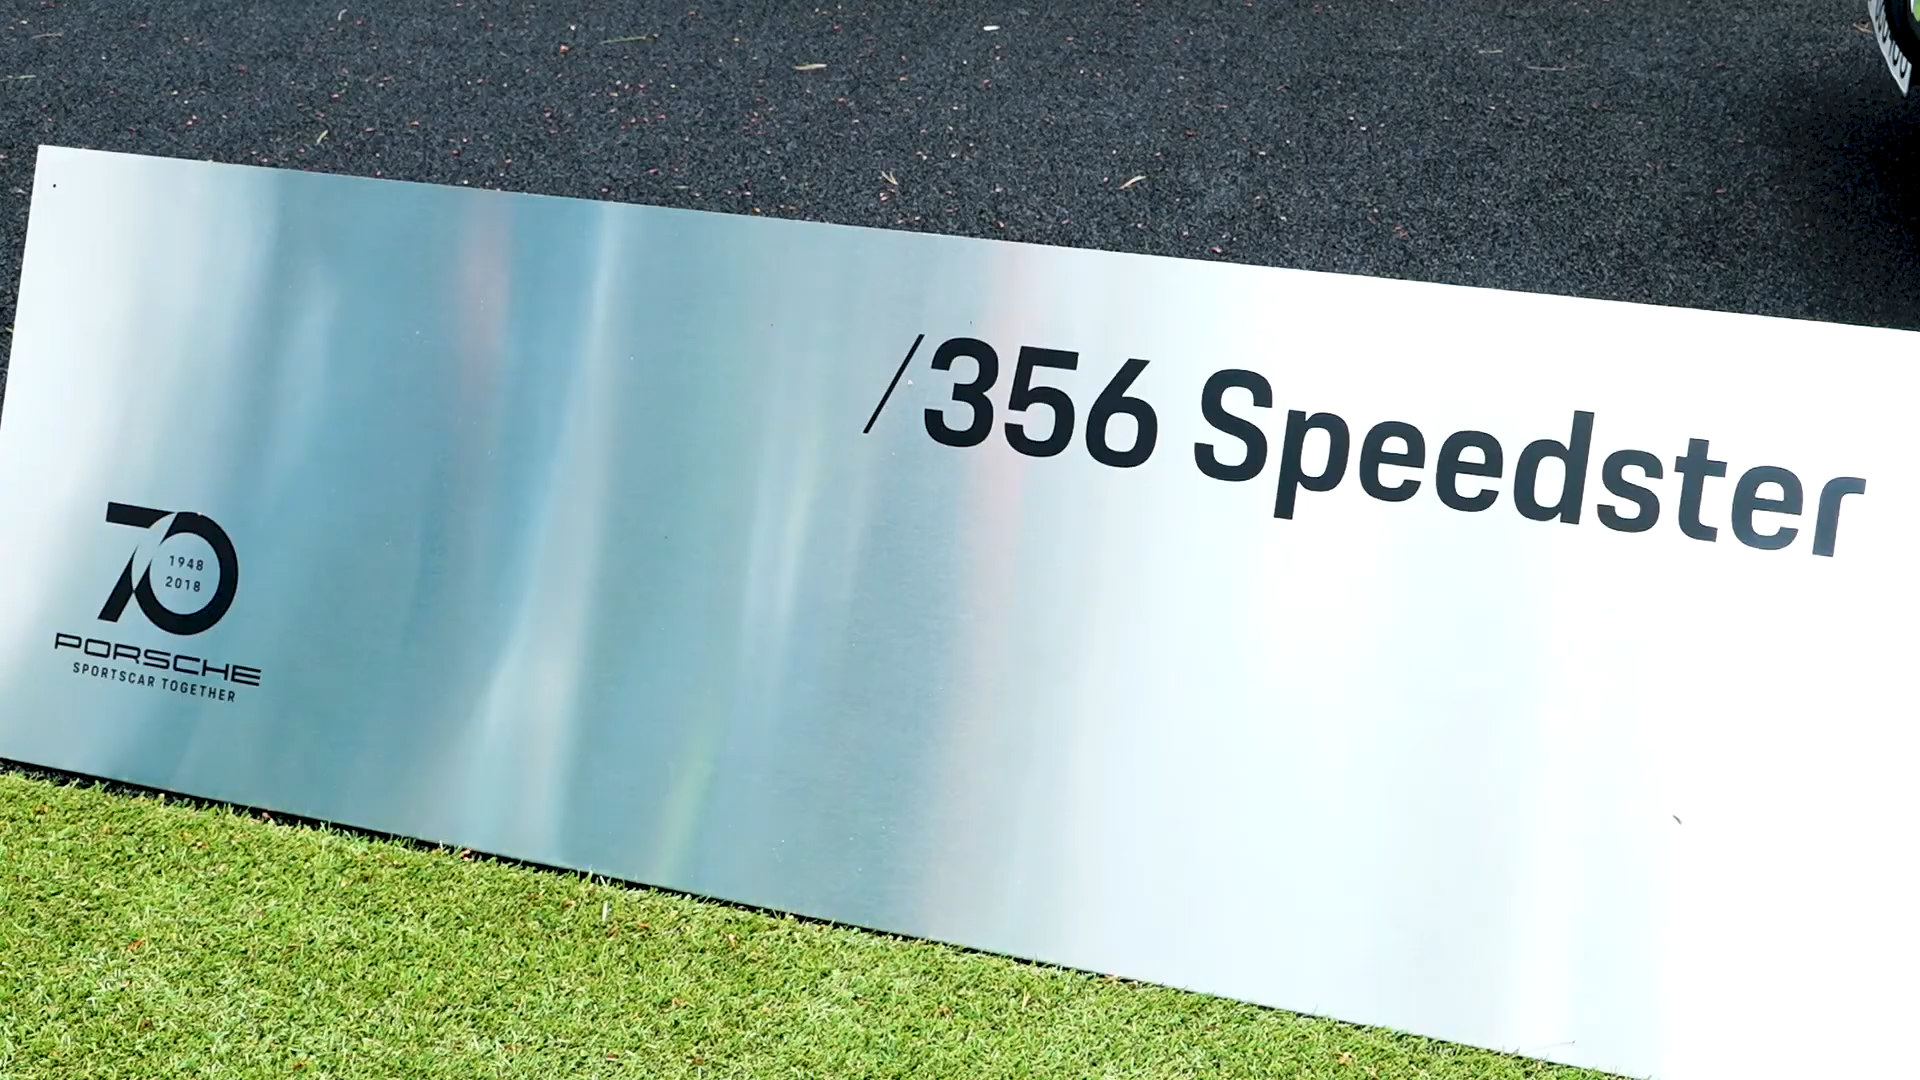 /356 Speedster
70
1948
2018
PORSCHE
SPORTSCAR TOGETHER